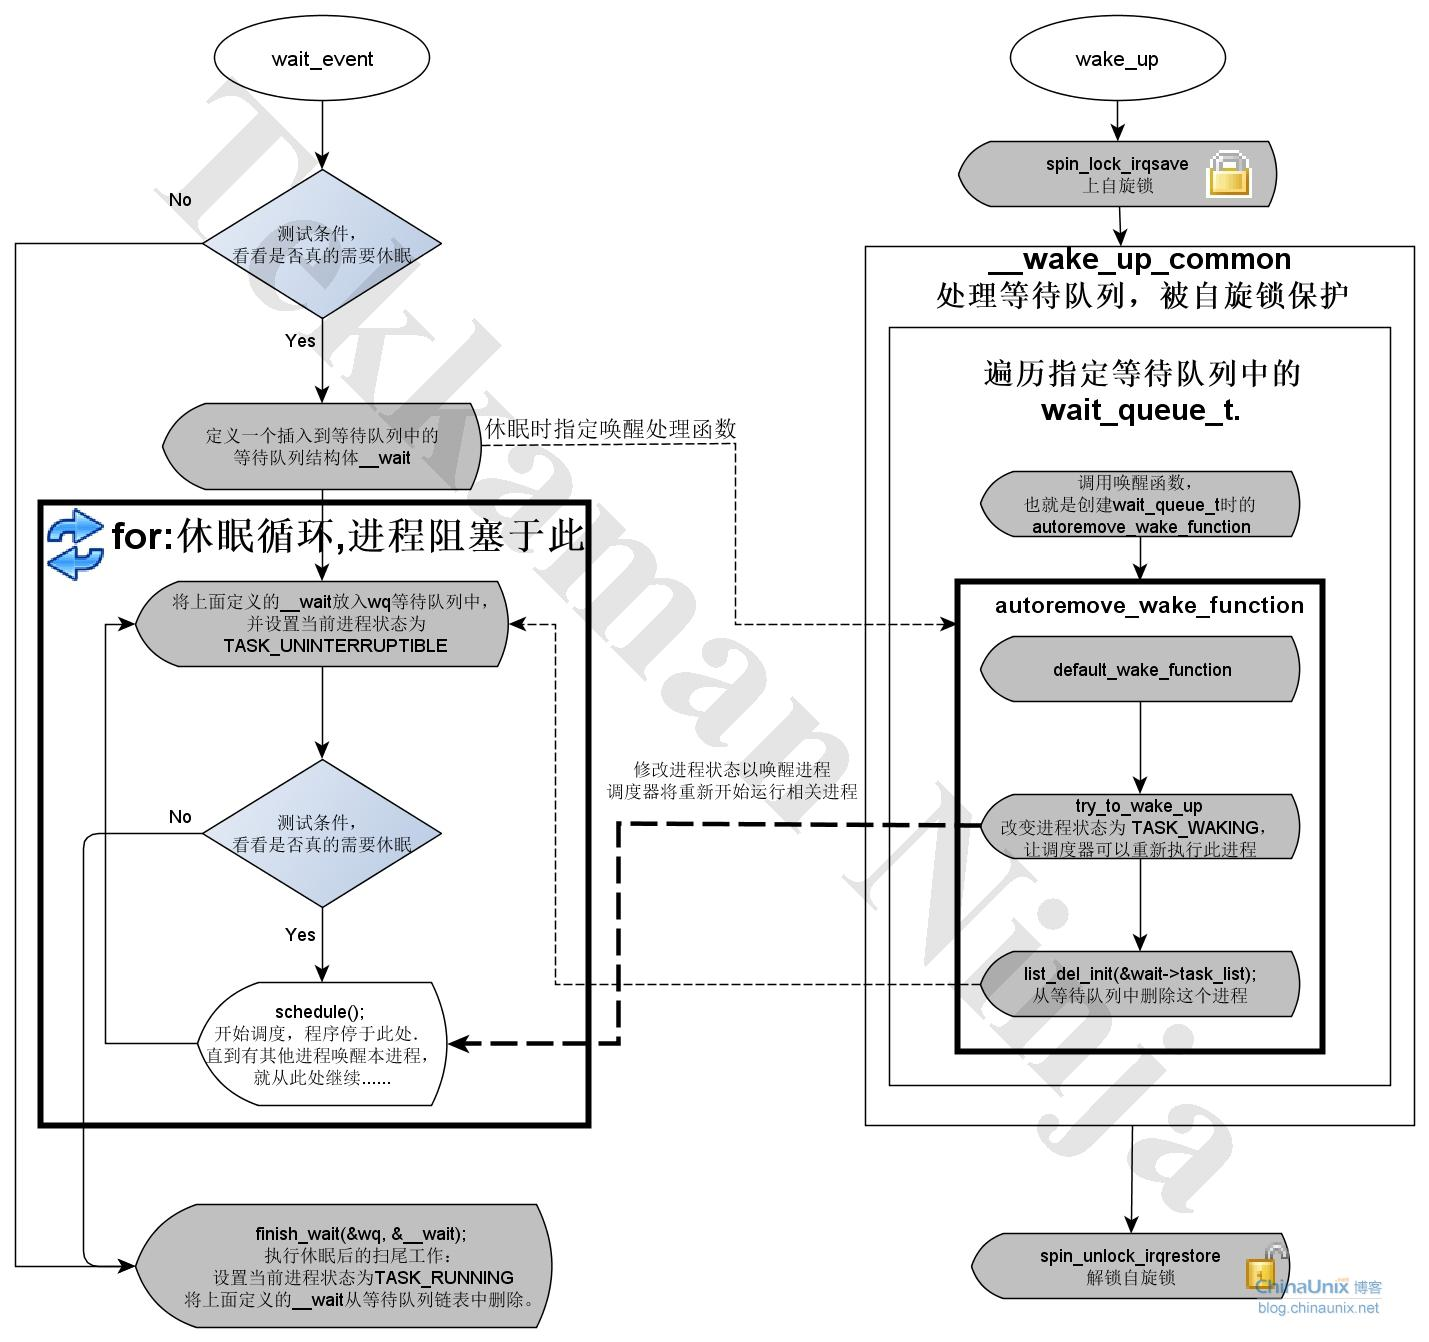 wait_event
No
测试条件，
看看是否真的需要休眠
Yes
定义一个插入到等待队列中的
等待队列结构体__wait
休眠时指定唤醒处理函数
for:休眠循环,进程阻塞于此
将上面定义的__wait放入wq等待队列中，
并设置当前进程状态为
TASK_UNINTERRUPTIBLE
No
测试条件，
看看是否真的需要休眠
Yes
schedule();
开始调度，程序停于此处．
直到有其他进程唤醒本进程，
就从此处继续......
finish_wait(&wq, &__wait);
执行休眠后的扫尾工作：
设置当前进程状态为TASK_RUNNING
将上面定义的__wait从等待队列链表中删除。
修改进程状态以唤醒进程
调度器将重新开始运行相关进程
wake_up
spin_lock_irqsave
上自旋锁
__wake_up_common
处理等待队列，被自旋锁保护
遍历指定等待队列中的
wait_queue_t.
调用唤醒函数，
也就是创建wait_queue_t时的
autoremove_wake_function
autoremove_wake_function
default_wake_function
try_to_wake_up
改变进程状态为 TASK_WAKING，
让调度器可以重新执行此进程
list_del_init(&wait->task_list);
从等待队列中删除这个进程
spin_unlock_irqrestore
解锁自旋锁
Tekkaman Ninja
ChinaUnix.net 博客
blog.chinaunix.net